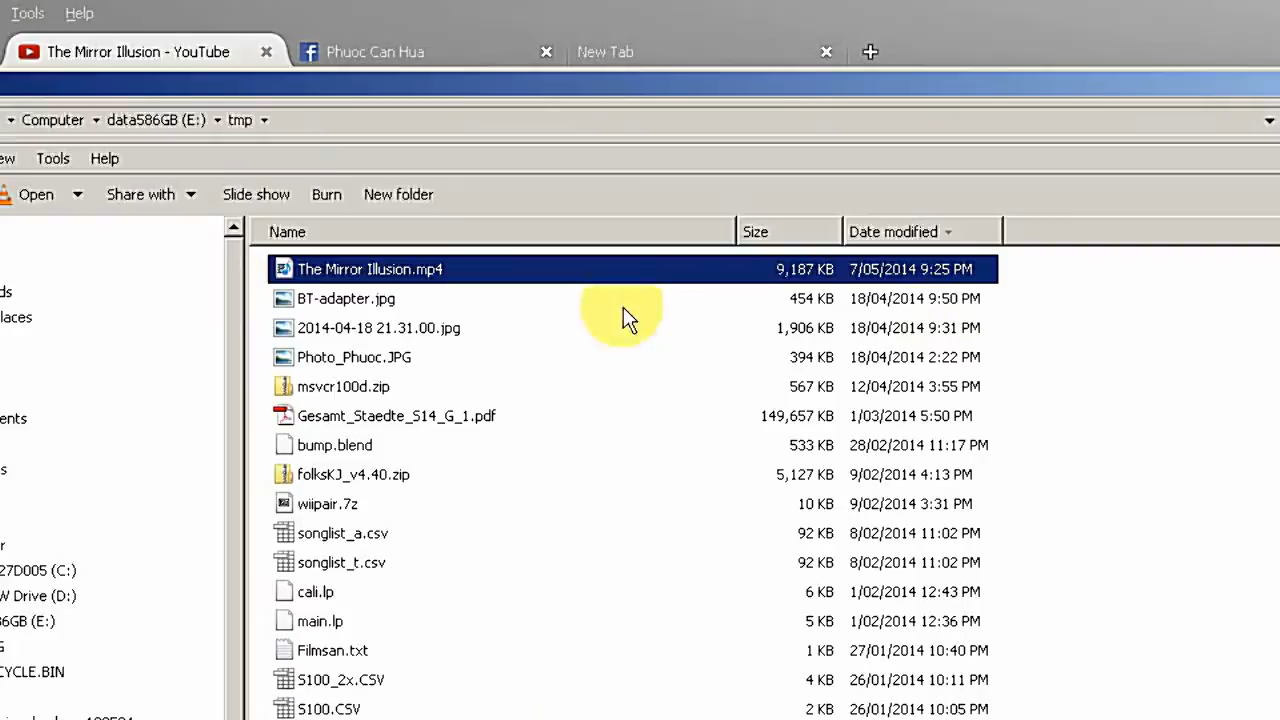 Tools Help
The Mirror Illusion - YouTube Phuoc Can Hua New Tab
Computer data586GB (E:) tmp
ew Tools Help
Open Share with Slide show Burn New folder
Name Size Date modified
The Mirror Illusion.mp4 9,187 KB 7/05/2014 9:25 PM
ds BT-adapter.jpg 454 KB 18/04/2014 9:50 PM
laces 2014-04-18 21.31.00.jpg 1,906 KB 18/04/2014 9:31 PM
Photo_Phuoc.JPG 394 KB 18/04/2014 2:22 PM
msvcr100d.zip 567 KB 12/04/2014 3:55 PM
ents Gesamt_Staedte_S14_G_1.pdf 149,657 KB 1/03/2014 5:50 PM
bump.blend 533 KB 28/02/2014 11:17 PM
s folksKJ_v4.40.zip 5,127 KB 9/02/2014 4:13 PM
wiipair.7z 10 KB 9/02/2014 3:31 PM
r songlist_a.csv 92 KB 8/02/2014 11:02 PM
27D005 (C:) songlist_t.csv 92 KB 8/02/2014 11:02 PM
W Drive (D:) cali.lp 6 KB 1/02/2014 12:43 PM
86GB (E:) main.lp 5 KB 1/02/2014 12:36 PM
G Filmsan.txt 1 KB 27/01/2014 10:40 PM
CYCLE.BIN S100_2x.CSV 4 KB 26/01/2014 10:11 PM
S100.CSV 2 KB 26/01/2014 10:05 PM